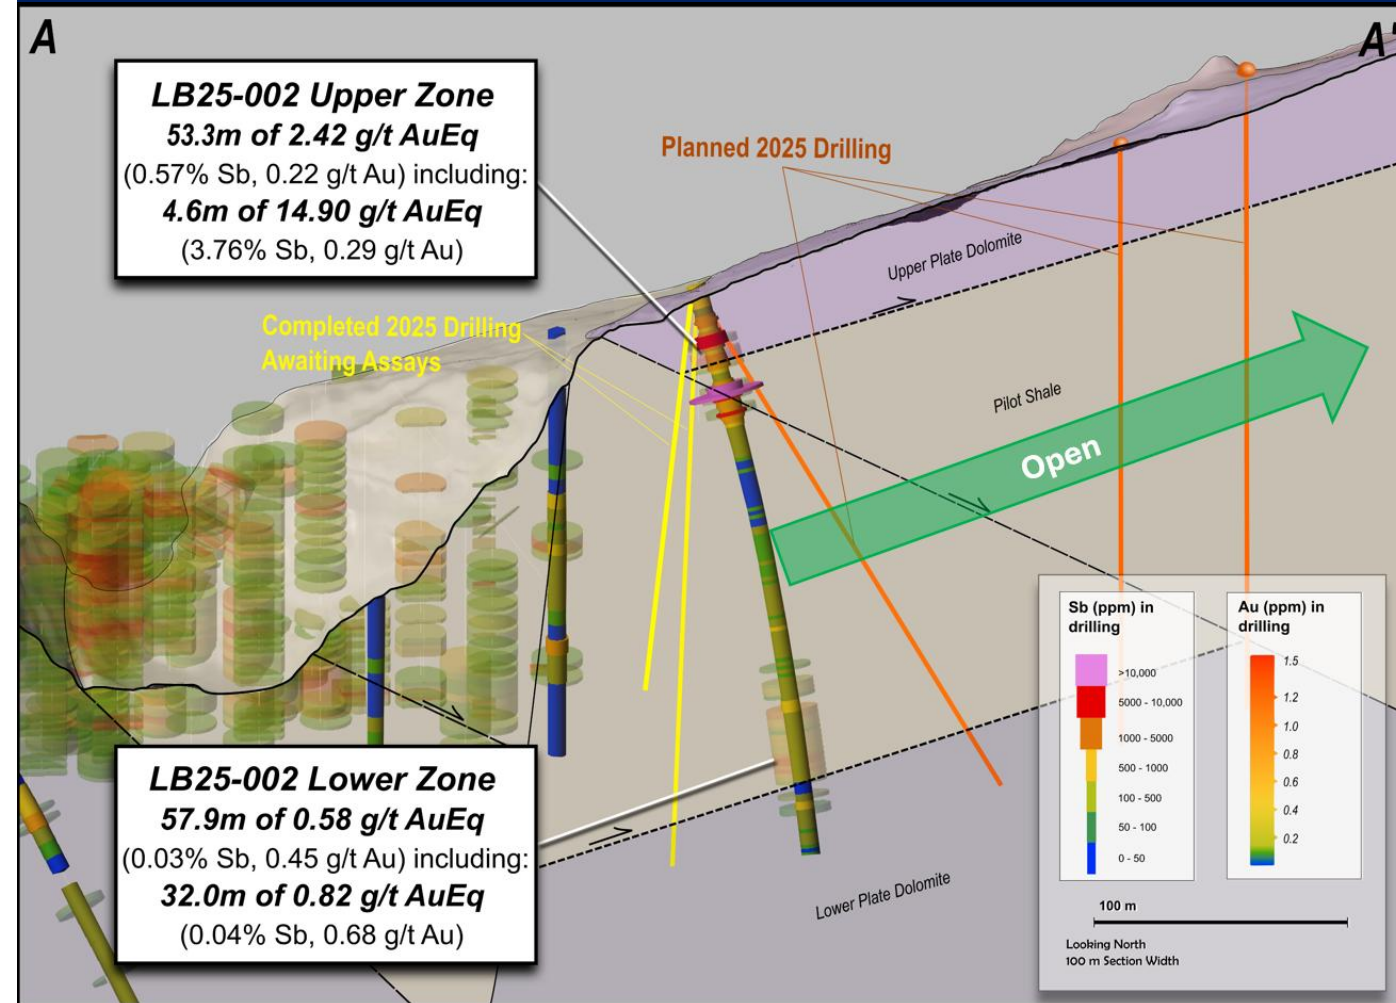 A
A'
LB25-002 Upper Zone
53.3m of 2.42 g/t AuEq
(0.57% Sb, 0.22 g/t Au) including:
4.6m of 14.90 g/t AuEq
(3.76% Sb, 0.29 g/t Au)
Planned 2025 Drilling
Upper Plate Dolomite
Completed 2025 Drilling
Awaiting Assays
Pilot Shale
Open
LB25-002 Lower Zone
57.9m of 0.58 g/t AuEq
(0.03% Sb, 0.45 g/t Au) including:
32.0m of 0.82 g/t AuEq
(0.04% Sb, 0.68 g/t Au)
Lower Plate Dolomite
Sb (ppm) in
drilling
>10,000
5000 - 10,000
1000 - 5000
500 - 1000
100 - 500
50 - 100
0 - 50
Au (ppm) in
drilling
1.5
1.2
1.0
0.8
0.6
0.4
0.2
100 m
Looking North
100 m Section Width